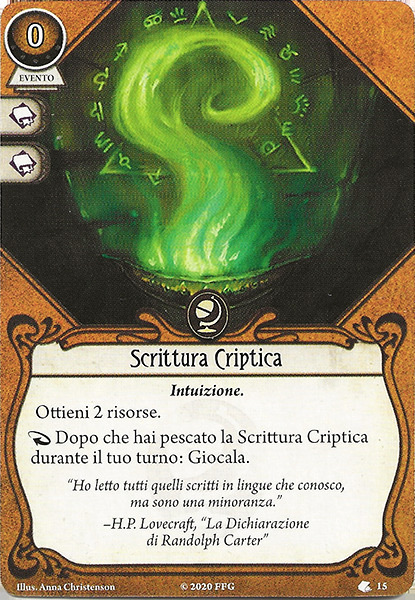 0
EVENTO
Scrittura Criptica
Intuizione.
Ottieni 2 risorse.
Dopo che hai pescato la Scrittura Criptica
durante il tuo turno: Giocala.
“Ho letto tutti quelli scritti in lingue che conosco,
ma sono una minoranza.”
–H.P. Lovecraft, “La Dichiarazione
di Randolph Carter”
Illus. Anna Christenson
© 2020 FFG
15